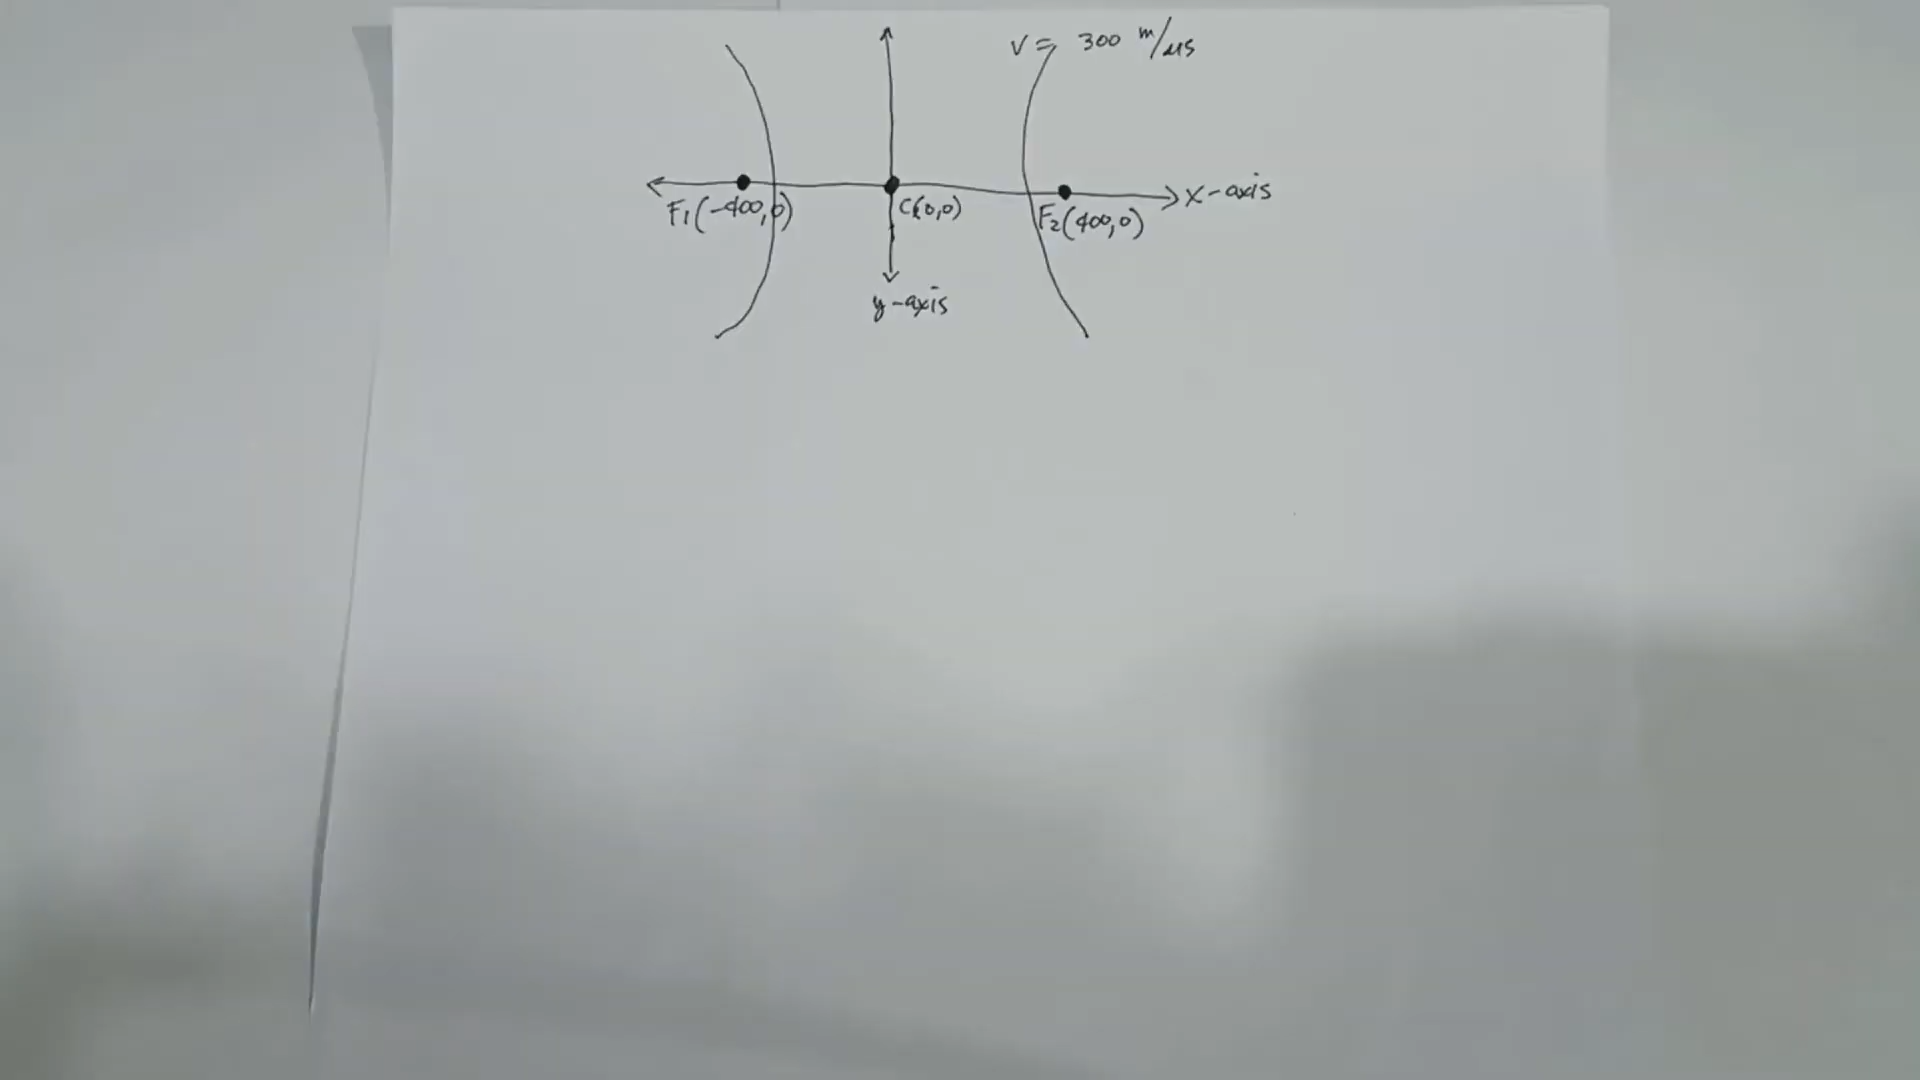 V = 300 m/µs
x-axis
F₁(-400,0)
C(0,0)
F₂(400,0)
y-axis